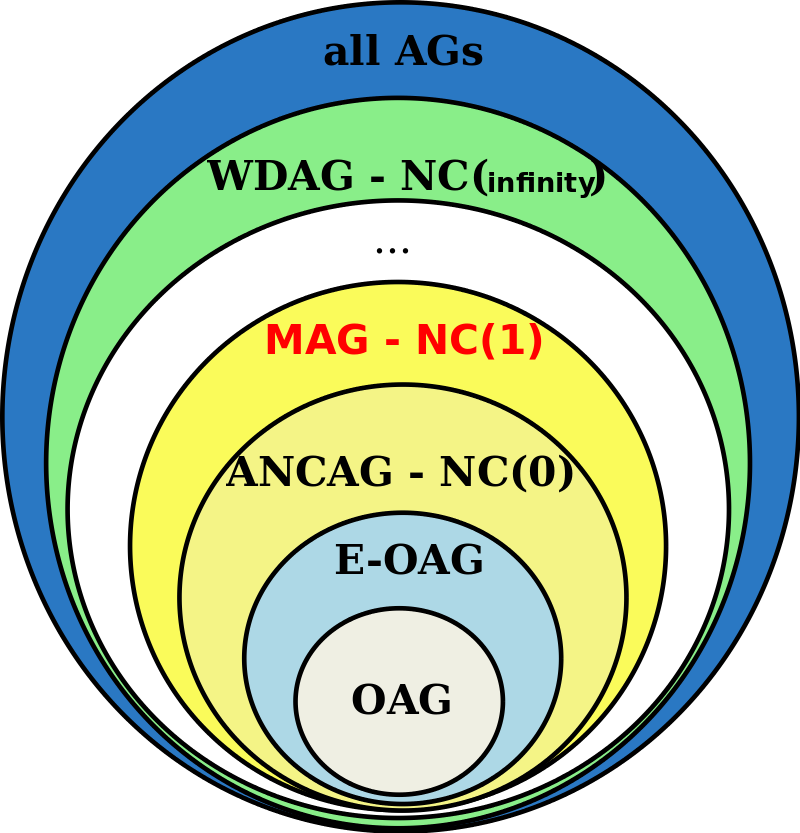 all AGs
WDAG - NC(infinity)
...
MAG - NC(1)
ANCAG - NC(0)
E-OAG
OAG